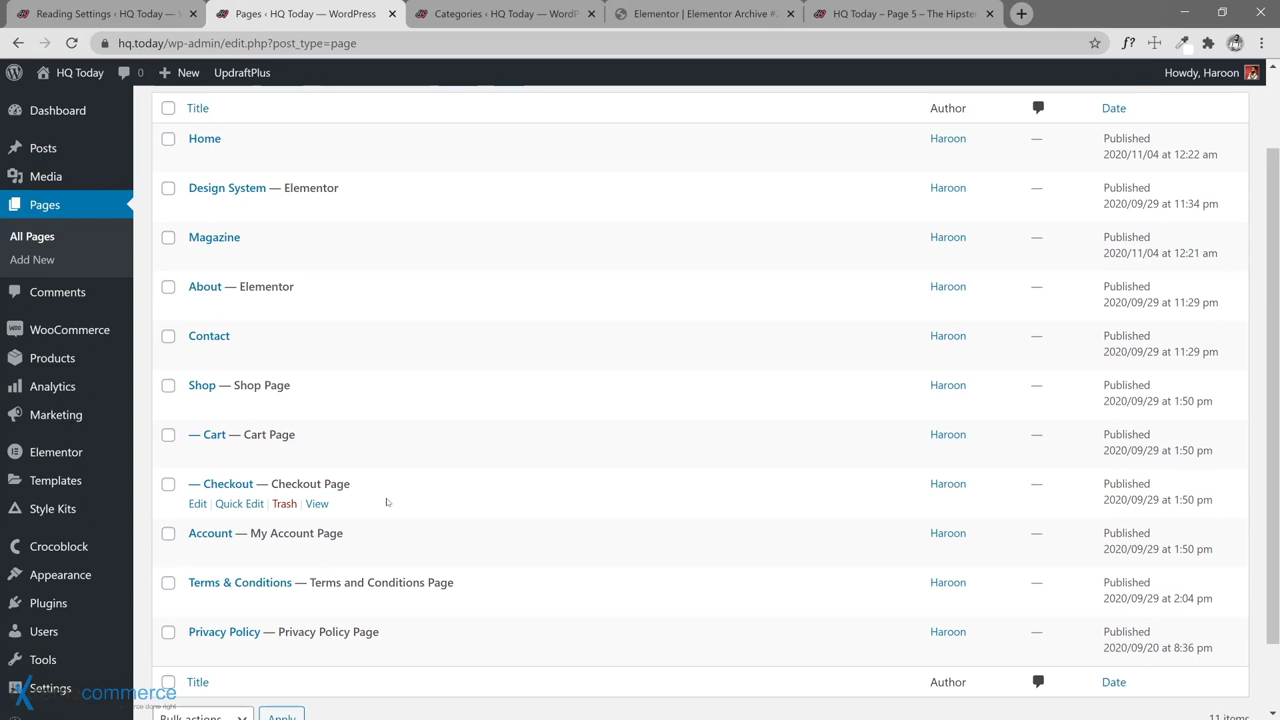 Reading Settings ‹ HQ Today — W
Pages ‹ HQ Today — WordPress
Categories ‹ HQ Today — WordP
Elementor | Elementor Archive #
HQ Today – Page 5 – The Hipster
hq.today/wp-admin/edit.php?post_type=page
f?
HQ Today
0
New
UpdraftPlus
Howdy, Haroon
Dashboard
Posts
Media
Pages
All Pages
Add New
Comments
WOO
WooCommerce
Products
Analytics
Marketing
Elementor
Templates
Style Kits
Crocoblock
Appearance
Plugins
Users
Tools
Settings
Title Author Date
Home Haroon — Published
2020/11/04 at 12:22 am
Design System — Elementor Haroon — Published
2020/09/29 at 11:34 pm
Magazine Haroon — Published
2020/11/04 at 12:21 am
About — Elementor Haroon — Published
2020/09/29 at 11:29 pm
Contact Haroon — Published
2020/09/29 at 11:29 pm
Shop — Shop Page Haroon — Published
2020/09/29 at 1:50 pm
— Cart — Cart Page Haroon — Published
2020/09/29 at 1:50 pm
— Checkout — Checkout Page Haroon — Published
Edit | Quick Edit | Trash | View 2020/09/29 at 1:50 pm
Account — My Account Page Haroon — Published
2020/09/29 at 1:50 pm
Terms & Conditions — Terms and Conditions Page Haroon — Published
2020/09/29 at 2:04 pm
Privacy Policy — Privacy Policy Page Haroon — Published
2020/09/20 at 8:36 pm
Title Author Date
commerce
done right
Bulk actions Apply 11 items